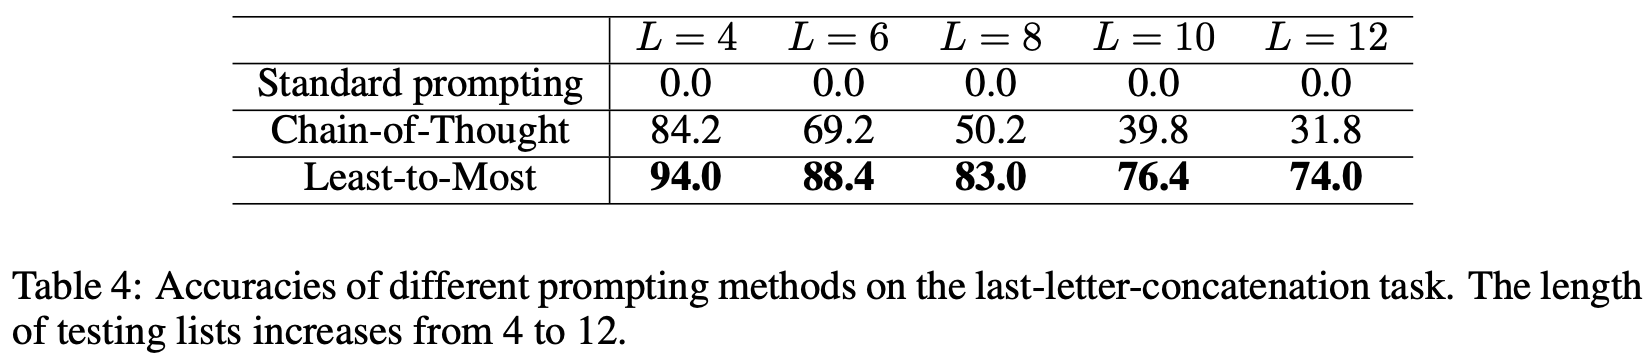 L = 4 L = 6 L = 8 L = 10 L = 12
Standard prompting 0.0 0.0 0.0 0.0 0.0
Chain-of-Thought 84.2 69.2 50.2 39.8 31.8
Least-to-Most 94.0 88.4 83.0 76.4 74.0
Table 4: Accuracies of different prompting methods on the last-letter-concatenation task. The length
of testing lists increases from 4 to 12.